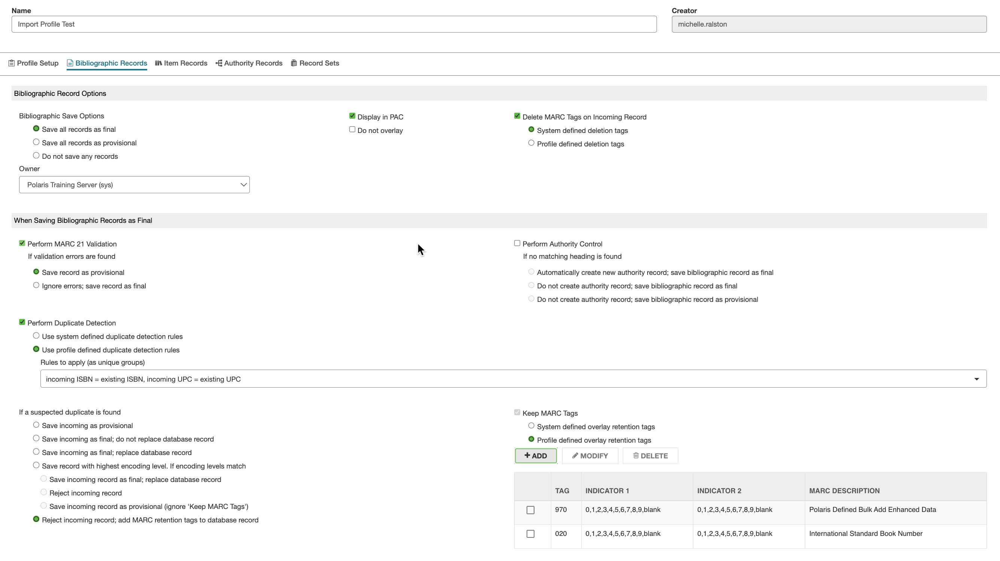 Name
Import Profile Test
Creator
michelle.ralston
Profile Setup
Bibliographic Records
Item Records
Authority Records
Record Sets
Bibliographic Record Options
Bibliographic Save Options
Save all records as final
Save all records as provisional
Do not save any records
Owner
Polaris Training Server (sys)
Display in PAC
Do not overlay
Delete MARC Tags on Incoming Record
System defined deletion tags
Profile defined deletion tags
When Saving Bibliographic Records as Final
Perform MARC 21 Validation
If validation errors are found
Save record as provisional
Ignore errors; save record as final
Perform Authority Control
If no matching heading is found
Automatically create new authority record; save bibliographic record as final
Do not create authority record; save bibliographic record as final
Do not create authority record; save bibliographic record as provisional
Perform Duplicate Detection
Use system defined duplicate detection rules
Use profile defined duplicate detection rules
Rules to apply (as unique groups)
incoming ISBN = existing ISBN, incoming UPC = existing UPC
If a suspected duplicate is found
Save incoming as provisional
Save incoming as final; do not replace database record
Save incoming as final; replace database record
Save record with highest encoding level. If encoding levels match
Save incoming record as final; replace database record
Reject incoming record
Save incoming record as provisional (ignore 'Keep MARC Tags')
Reject incoming record; add MARC retention tags to database record
Keep MARC Tags
System defined overlay retention tags
Profile defined overlay retention tags
ADD MODIFY DELETE
TAG INDICATOR 1 INDICATOR 2 MARC DESCRIPTION
970 0,1,2,3,4,5,6,7,8,9,blank 0,1,2,3,4,5,6,7,8,9,blank Polaris Defined Bulk Add Enhanced Data
020 0,1,2,3,4,5,6,7,8,9,blank 0,1,2,3,4,5,6,7,8,9,blank International Standard Book Number